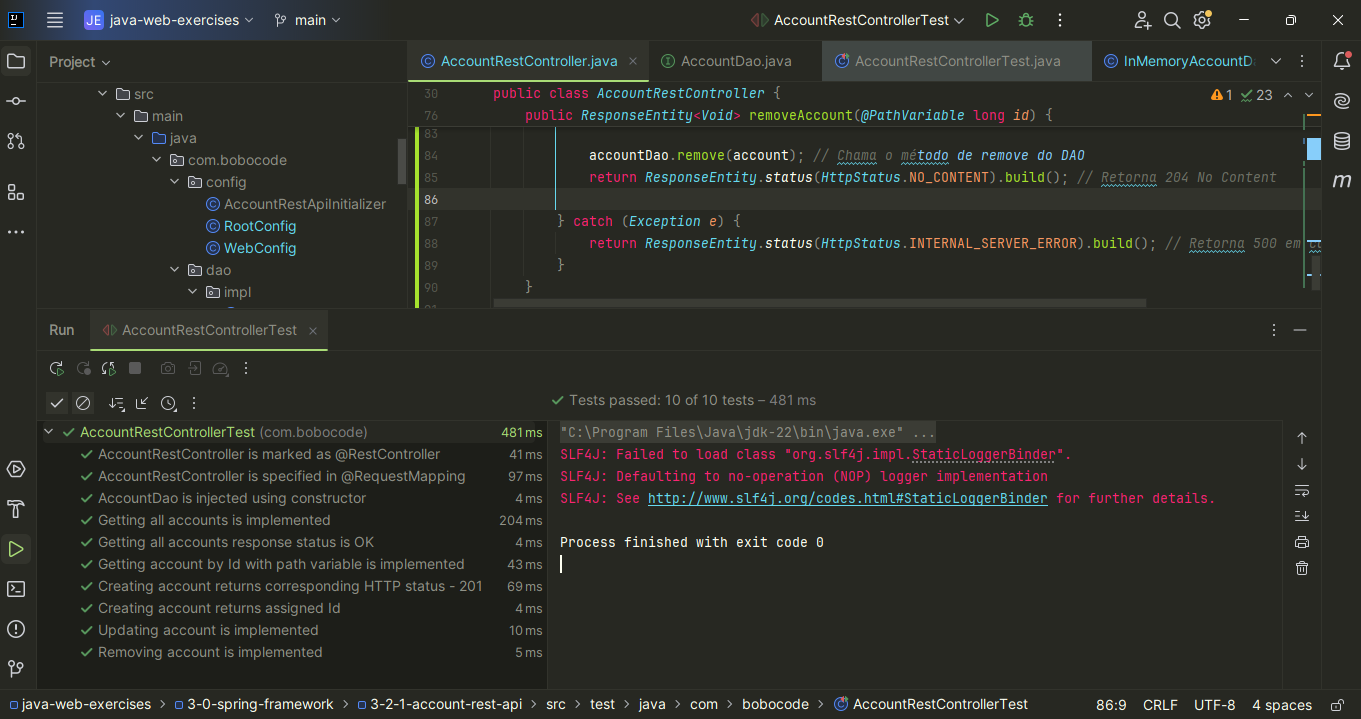 JE java-web-exercises main AccountRestControllerTest
Project
AccountRestController.java AccountDao.java AccountRestControllerTest.java InMemoryAccountD
src
main
java
com.bobocode
config
AccountRestApiInitializer
RootConfig
WebConfig
dao
impl
1 23
30 public class AccountRestController {
76 public ResponseEntity<Void> removeAccount(@PathVariable long id) {
83
84 accountDao.remove(account); // Chama o método de remove do DAO
85 return ResponseEntity.status(HttpStatus.NO_CONTENT).build(); // Retorna 204 No Content
86
87 } catch (Exception e) {
88 return ResponseEntity.status(HttpStatus.INTERNAL_SERVER_ERROR).build(); // Retorna 500 em
89 }
90 }
Run AccountRestControllerTest
Tests passed: 10 of 10 tests – 481 ms
AccountRestControllerTest (com.bobocode) 481 ms
AccountRestController is marked as @RestController 41 ms
AccountRestController is specified in @RequestMapping 97 ms
AccountDao is injected using constructor 4 ms
Getting all accounts is implemented 204 ms
Getting all accounts response status is OK 4 ms
Getting account by Id with path variable is implemented 43 ms
Creating account returns corresponding HTTP status - 201 69 ms
Creating account returns assigned Id 4 ms
Updating account is implemented 10 ms
Removing account is implemented 5 ms
"C:\Program Files\Java\jdk-22\bin\java.exe" ...
SLF4J: Failed to load class "org.slf4j.impl.StaticLoggerBinder".
SLF4J: Defaulting to no-operation (NOP) logger implementation
SLF4J: See http://www.slf4j.org/codes.html#StaticLoggerBinder for further details.
Process finished with exit code 0
java-web-exercises > 3-0-spring-framework > 3-2-1-account-rest-api > src > test > java > com > bobocode > AccountRestControllerTest 86:9 CRLF UTF-8 4 spaces